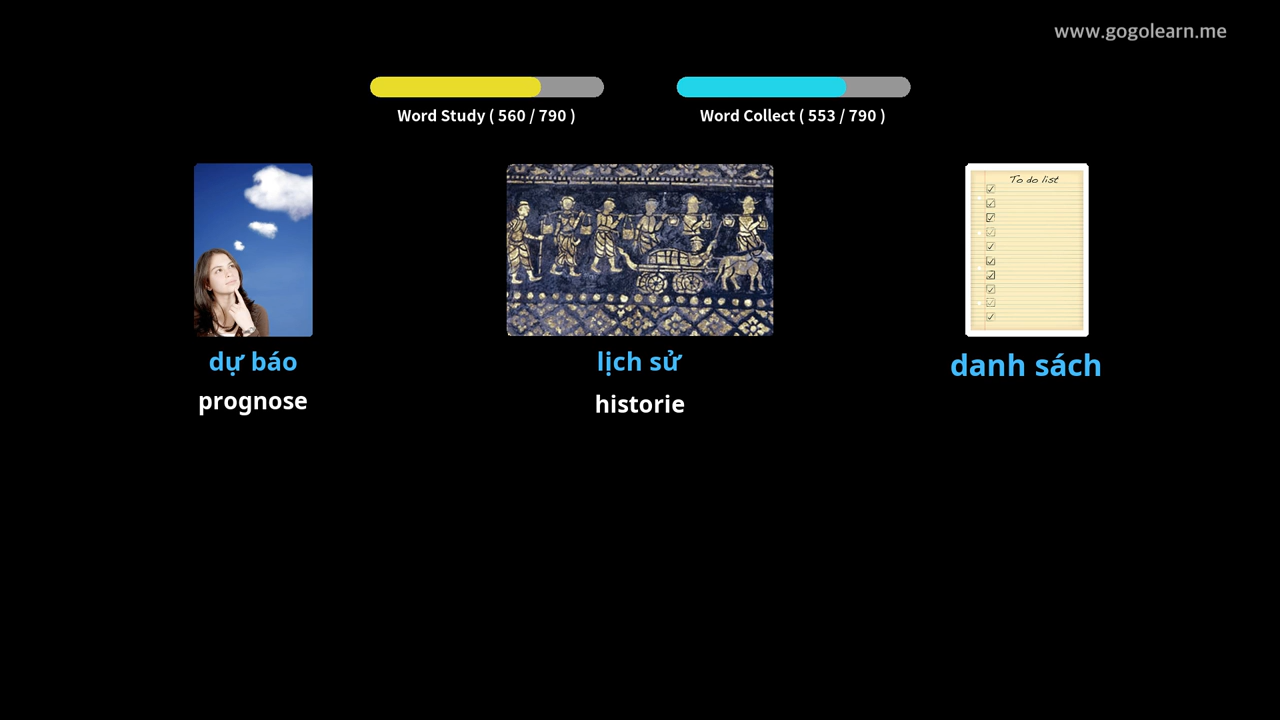 www.gogolearn.me
Word Study ( 560 / 790 )
Word Collect ( 553 / 790 )
To do list
dự báo
lịch sử
danh sách
prognose
historie